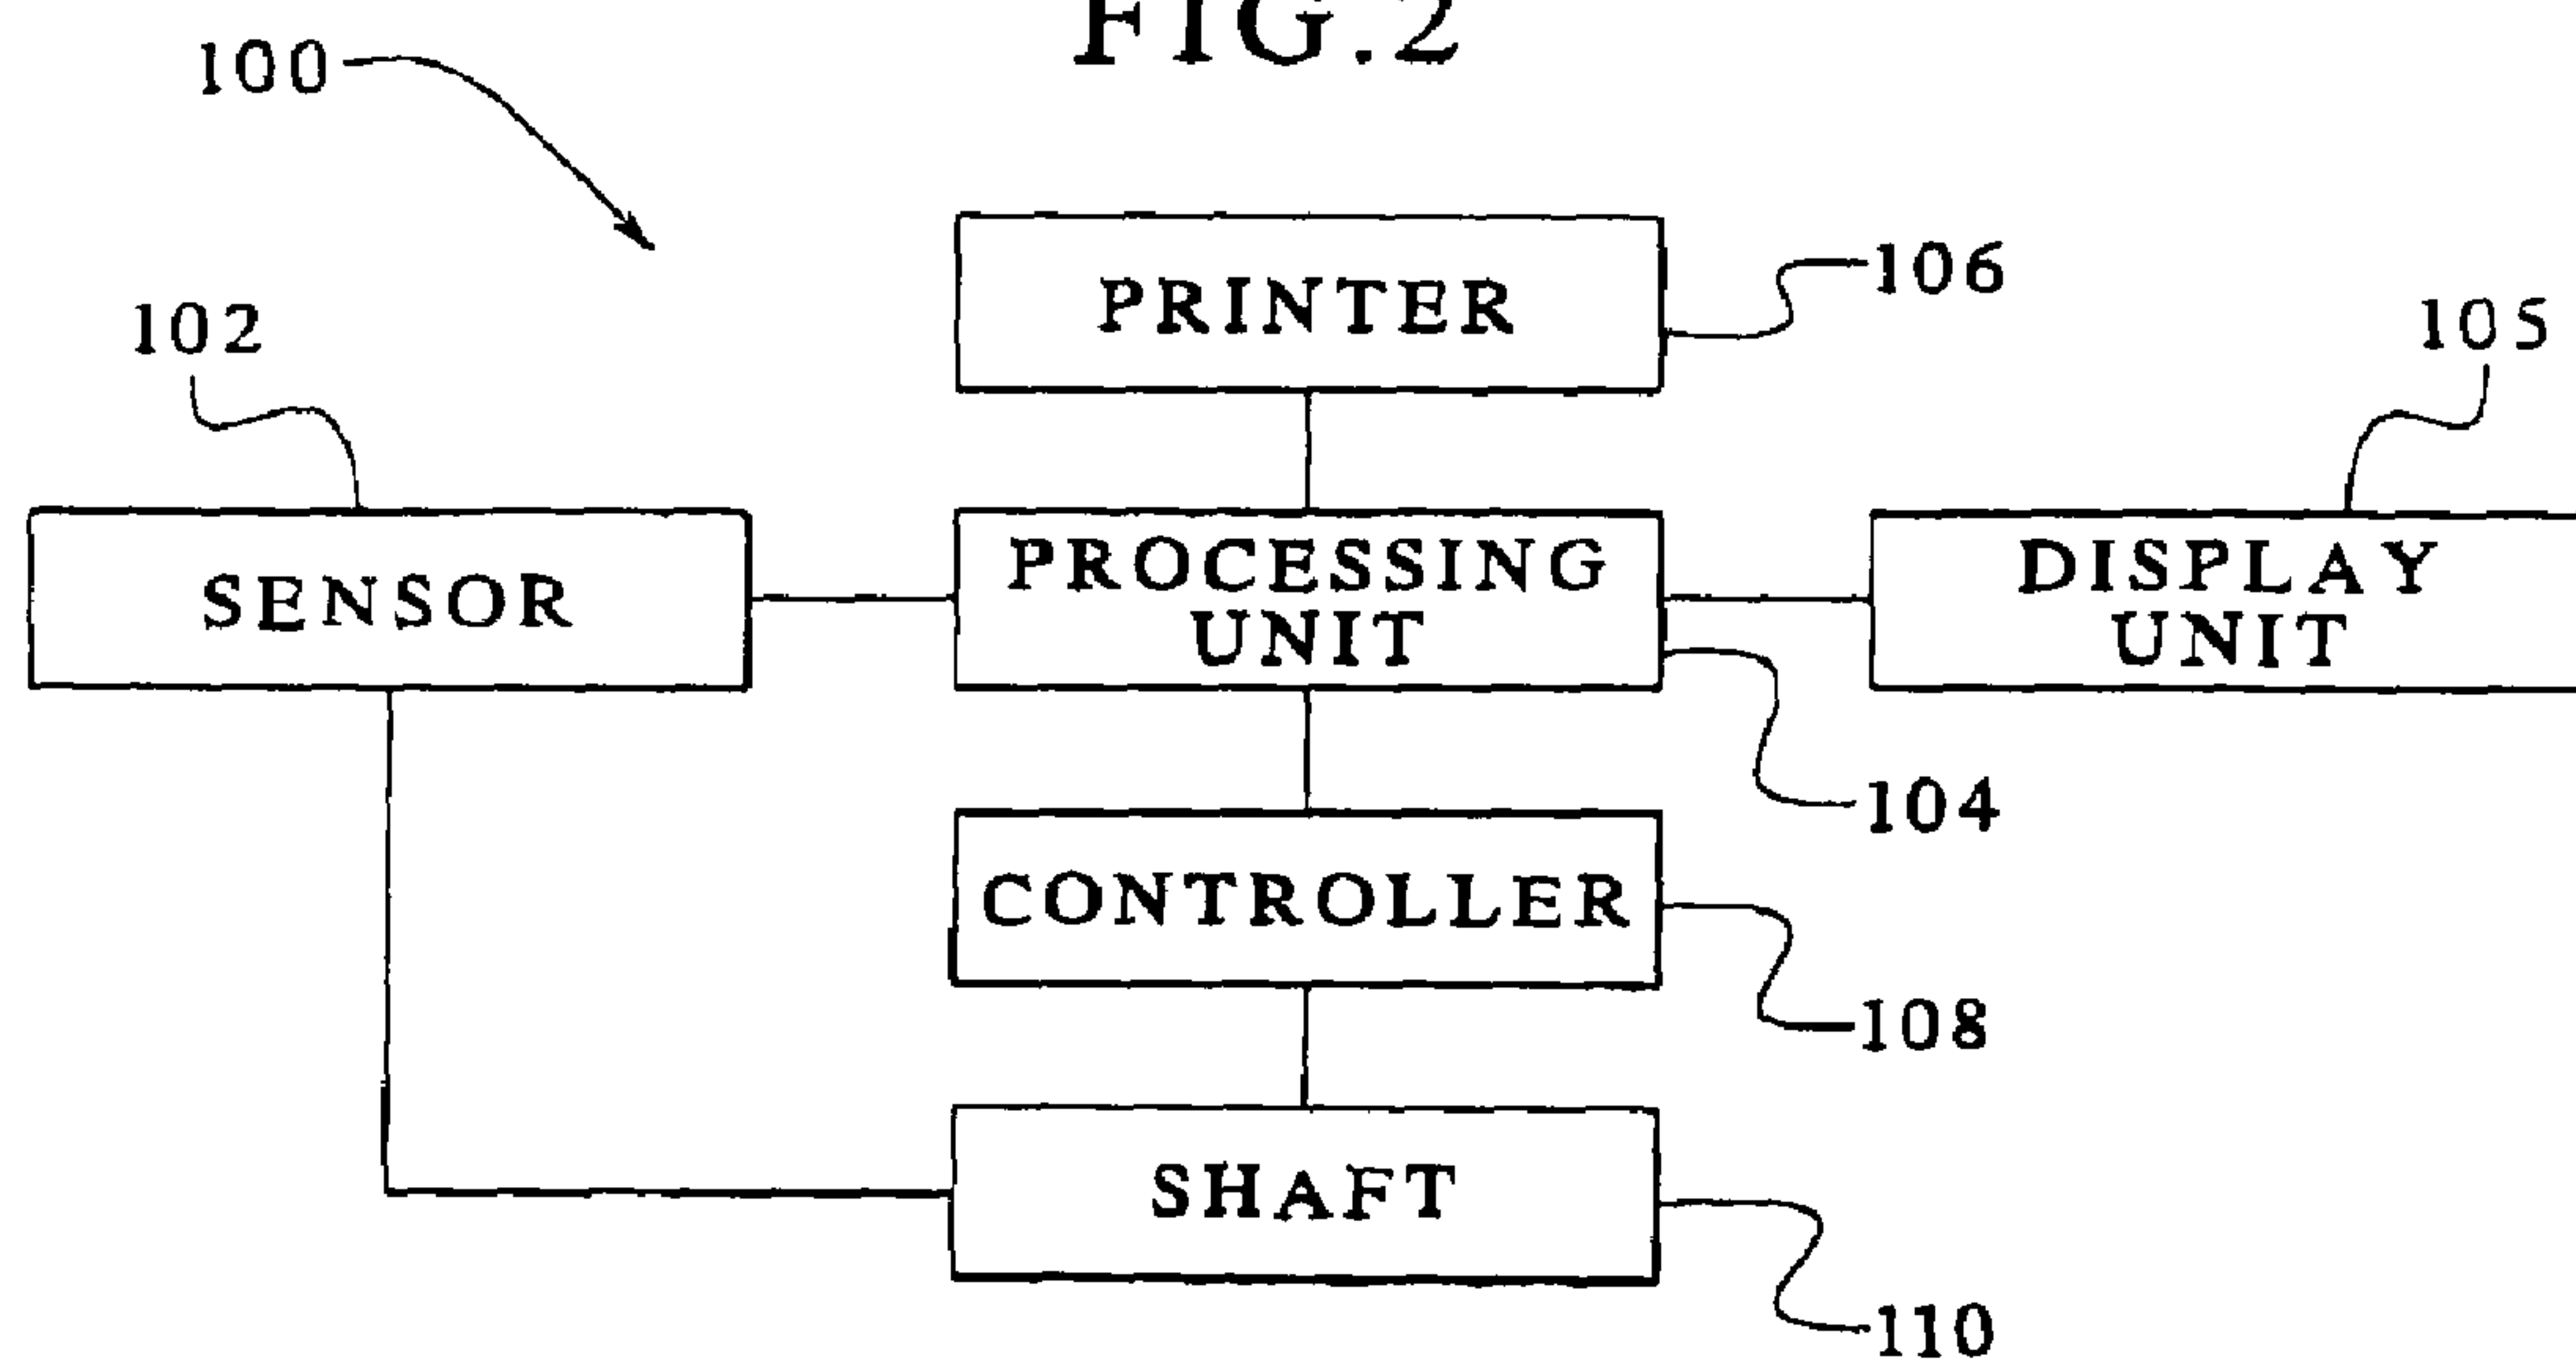 FIG.2
100
PRINTER
106
102
105
SENSOR
PROCESSING
UNIT
DISPLAY
UNIT
104
CONTROLLER
108
SHAFT
110